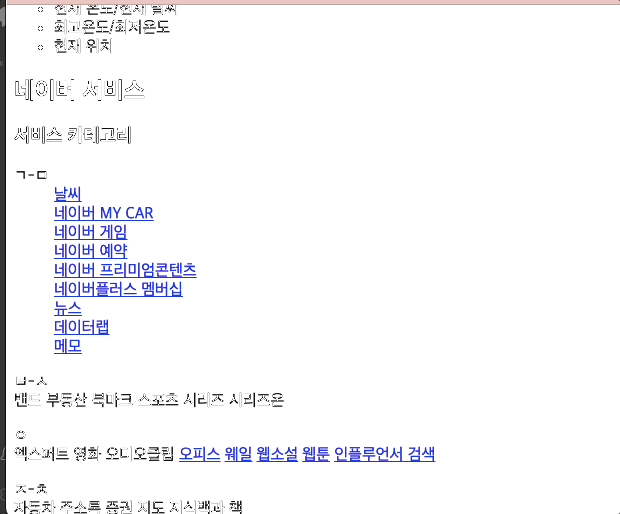 현재 온도/현재 날씨
최고온도/최저온도
현재 위치
네이버 서비스
서비스 카테고리
ㄱ-ㅁ
날씨
네이버 MY CAR
네이버 게임
네이버 예약
네이버 프리미엄콘텐츠
네이버플러스 멤버십
뉴스
데이터랩
메모
ㅂ-ㅅ
밴드 부동산 북마크 스포츠 시리즈 시리즈온
ㅇ
엑스퍼트 영화 오디오클립 오피스 웨일 웹소설 웹툰 인플루언서 검색
ㅈ-ㅊ
자동차 주소록 증권 지도 지식백과 책